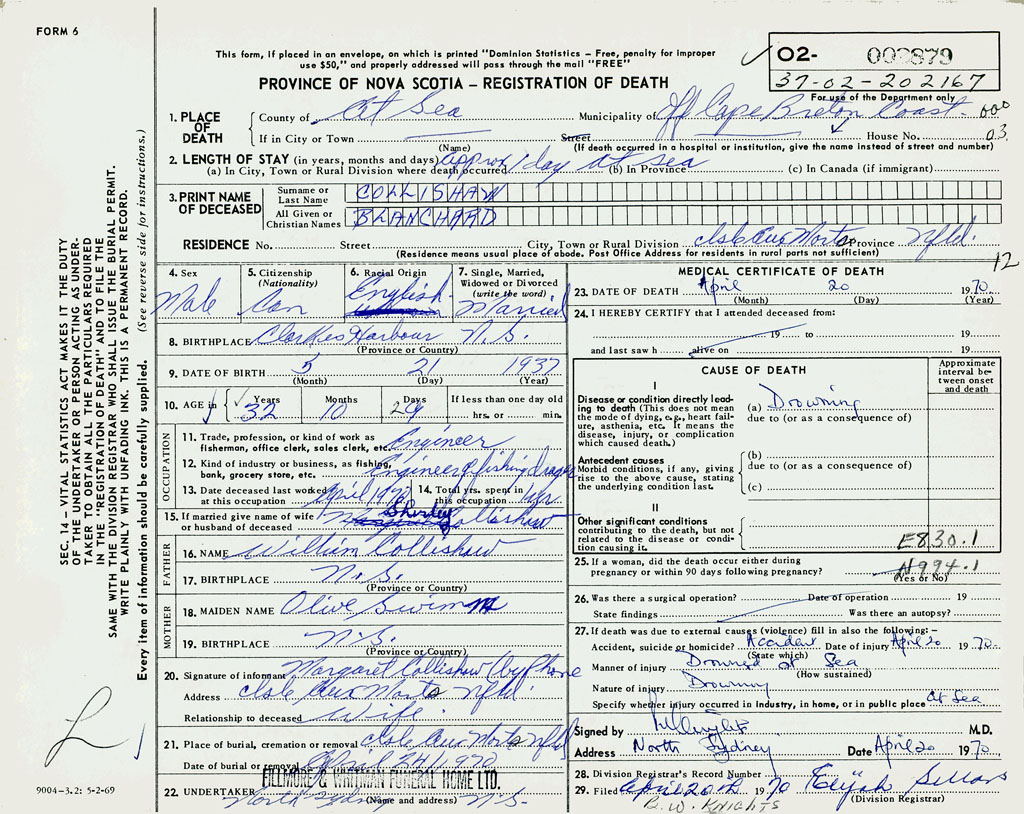 FORM 6
This form, if placed in an envelope, on which is printed "Dominion Statistics – Free, penalty for improper
use $50," and properly addressed will pass through the mail "FREE"
PROVINCE OF NOVA SCOTIA – REGISTRATION OF DEATH
02- 002879
37-02-202167
For use of the Department only
SEC. 14 – VITAL STATISTICS ACT MAKES IT THE DUTY
OF THE UNDERTAKER OR PERSON ACTING AS UNDER-
TAKER TO OBTAIN ALL THE PARTICULARS REQUIRED
IN THE "REGISTRATION OF DEATH" AND TO FILE THE
SAME WITH THE DIVISION REGISTRAR WHO SHALL ISSUE THE BURIAL PERMIT.
WRITE PLAINLY WITH UNFADING INK. THIS IS A PERMANENT RECORD.
Every item of information should be carefully supplied. (See reverse side for instructions.)
1. PLACE OF DEATH
County of At Sea Municipality of Off Cape Breton Coast. 000
If in City or Town Street House No. 03
(Name) (If death occurred in a hospital or institution, give the name instead of street and number)
2. LENGTH OF STAY (in years, months and days) approx 1 day at sea
(a) In City, Town or Rural Division where death occurred (b) In Province (c) In Canada (if immigrant)
3. PRINT NAME OF DECEASED
Surname or Last Name COLLISHAW
All Given or Christian Names BLANCHARD
RESIDENCE No. Street City, Town or Rural Division Isle Aux Morts Province Nfld.
(Residence means usual place of abode. Post Office Address for residents in rural parts not sufficient)
12
4. Sex Male
5. Citizenship (Nationality) Can
6. Racial Origin English
7. Single, Married, Widowed or Divorced (write the word) Married
8. BIRTHPLACE Clarkes Harbour N.S.
(Province or Country)
9. DATE OF BIRTH 5 21 1937
(Month) (Day) (Year)
10. AGE in Years 32 Months 10 Days 29 If less than one day old hrs. or min.
OCCUPATION
11. Trade, profession, or kind of work as
fisherman, office clerk, sales clerk, etc. Engineer
12. Kind of industry or business, as fishing,
bank, grocery store, etc. Engineer of fishing
13. Date deceased last worked
at this occupation April 1970
14. Total yrs. spent in
this occupation yrs
15. If married give name of wife
or husband of deceased Shirley Collishaw
FATHER
16. NAME William Collishaw
17. BIRTHPLACE N.S.
(Province or Country)
MOTHER
18. MAIDEN NAME Olive Swimm
19. BIRTHPLACE N.S.
(Province or Country)
20. Signature of informant Margaret Collishaw (by Phone
Address Isle Aux Morts Nfld.
Relationship to deceased Wife
21. Place of burial, cremation or removal Isle Aux Morts Nfld
Date of burial or removal April 24 1970
FILLMORE & WHITMAN FUNERAL HOME LTD.
22. UNDERTAKER North Sydney N.S.
(Name and address)
9004–3.2: 5-2-69
MEDICAL CERTIFICATE OF DEATH
23. DATE OF DEATH April 20 1970
(Month) (Day) (Year)
24. I HEREBY CERTIFY that I attended deceased from:
19 to 19
and last saw h alive on 19
CAUSE OF DEATH
Approximate interval between onset and death
I
Disease or condition directly lead-
ing to death (This does not mean
the mode of dying, e.g., heart failure,
asthenia, etc. It means the
disease, injury, or complication
which caused death.)
(a) Drowning
due to (or as a consequence of)
Antecedent causes
Morbid conditions, if any, giving
rise to the above cause, stating
the underlying condition last.
(b)
due to (or as a consequence of)
(c)
II
Other significant conditions
contributing to the death, but not
related to the disease or condi-
tion causing it.
E830.1
25. If a woman, did the death occur either during
pregnancy or within 90 days following pregnancy? N994.1
(Yes or No)
26. Was there a surgical operation? Date of operation 19
State findings Was there an autopsy?
27. If death was due to external causes (violence) fill in also the following: –
Accident, suicide or homicide? Accident Date of injury April 20 1970
(State which)
Manner of injury Drowned at Sea
(How sustained)
Nature of injury Drowning
Specify whether injury occurred in industry, in home, or in public place At Sea
Signed by M.D.
Address North Sydney Date April 20 1970
28. Division Registrar's Record Number
29. Filed April 20th 1970 Elijah Sellars
(Division Registrar)
B.W. KNIGHTS